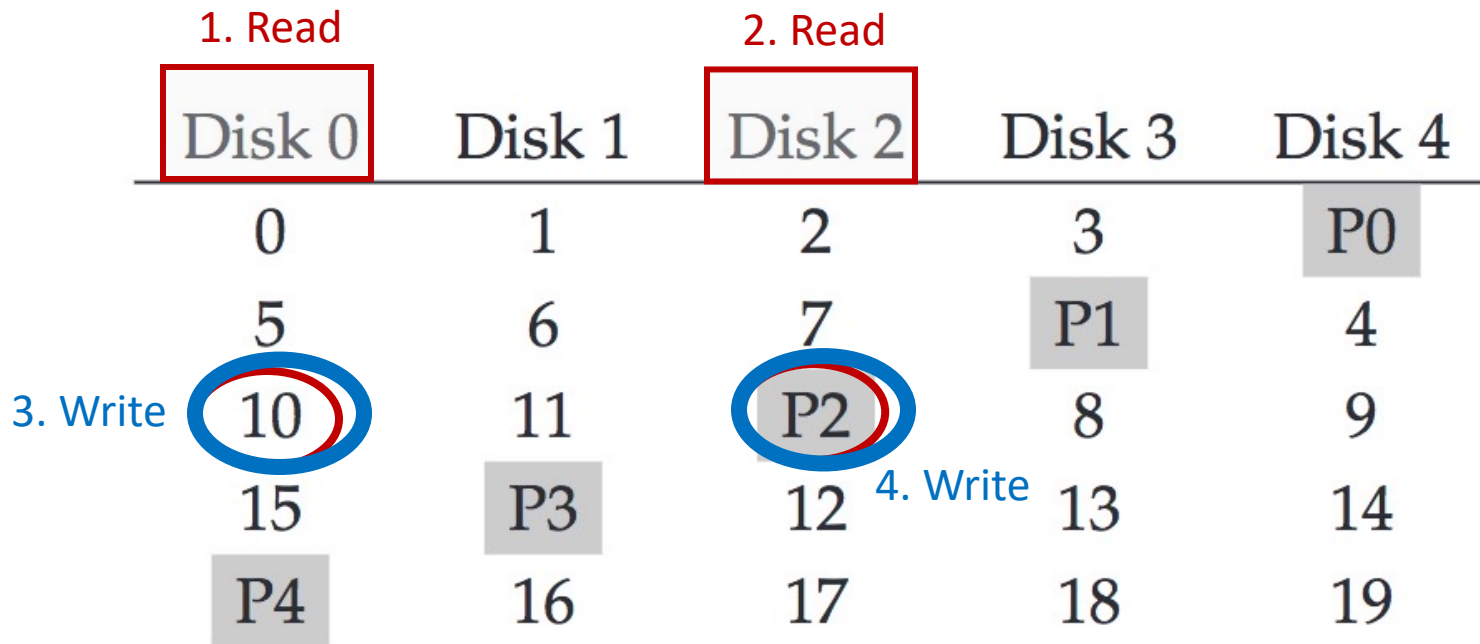 1. Read 2. Read
Disk 0 Disk 1 Disk 2 Disk 3 Disk 4
0 1 2 3 P0
5 6 7 P1 4
3. Write 10 11 P2 8 9
4. Write
15 P3 12 13 14
P4 16 17 18 19